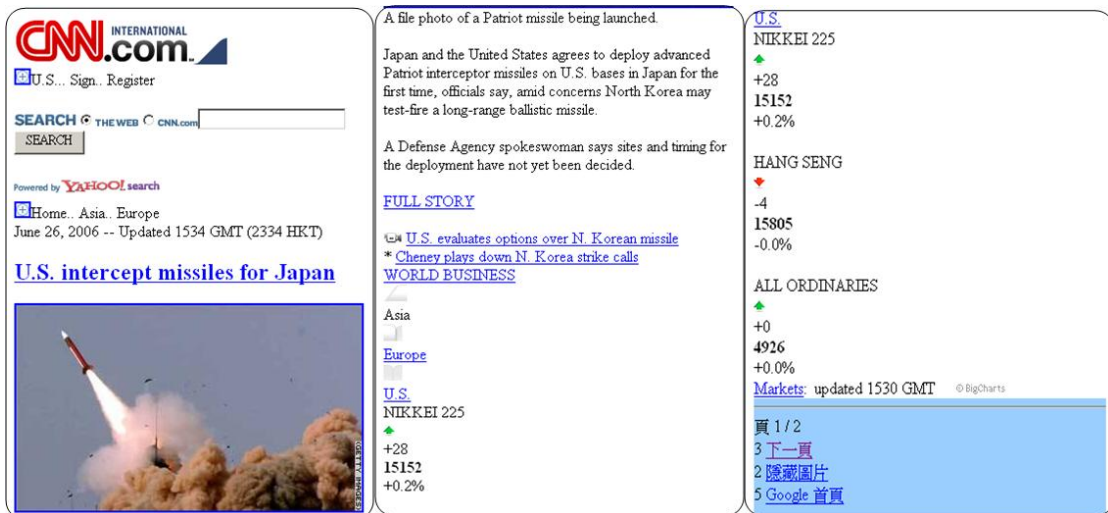 CNN.com INTERNATIONAL
U.S... Sign.. Register
SEARCH THE WEB CNN.com
SEARCH
Powered by YAHOO! search
Home.. Asia.. Europe
June 26, 2006 -- Updated 1534 GMT (2334 HKT)
U.S. intercept missiles for Japan
(GETTY IMAGES)
A file photo of a Patriot missile being launched.
Japan and the United States agrees to deploy advanced
Patriot interceptor missiles on U.S. bases in Japan for the
first time, officials say, amid concerns North Korea may
test-fire a long-range ballistic missile.
A Defense Agency spokeswoman says sites and timing for
the deployment have not yet been decided.
FULL STORY
U.S. evaluates options over N. Korean missile
* Cheney plays down N. Korea strike calls
WORLD BUSINESS
Asia
Europe
U.S.
NIKKEI 225
+28
15152
+0.2%
U.S.
NIKKEI 225
+28
15152
+0.2%
HANG SENG
-4
15805
-0.0%
ALL ORDINARIES
+0
4926
+0.0%
Markets: updated 1530 GMT © BigCharts
頁 1 / 2
3 下一頁
2 隱藏圖片
5 Google 首頁